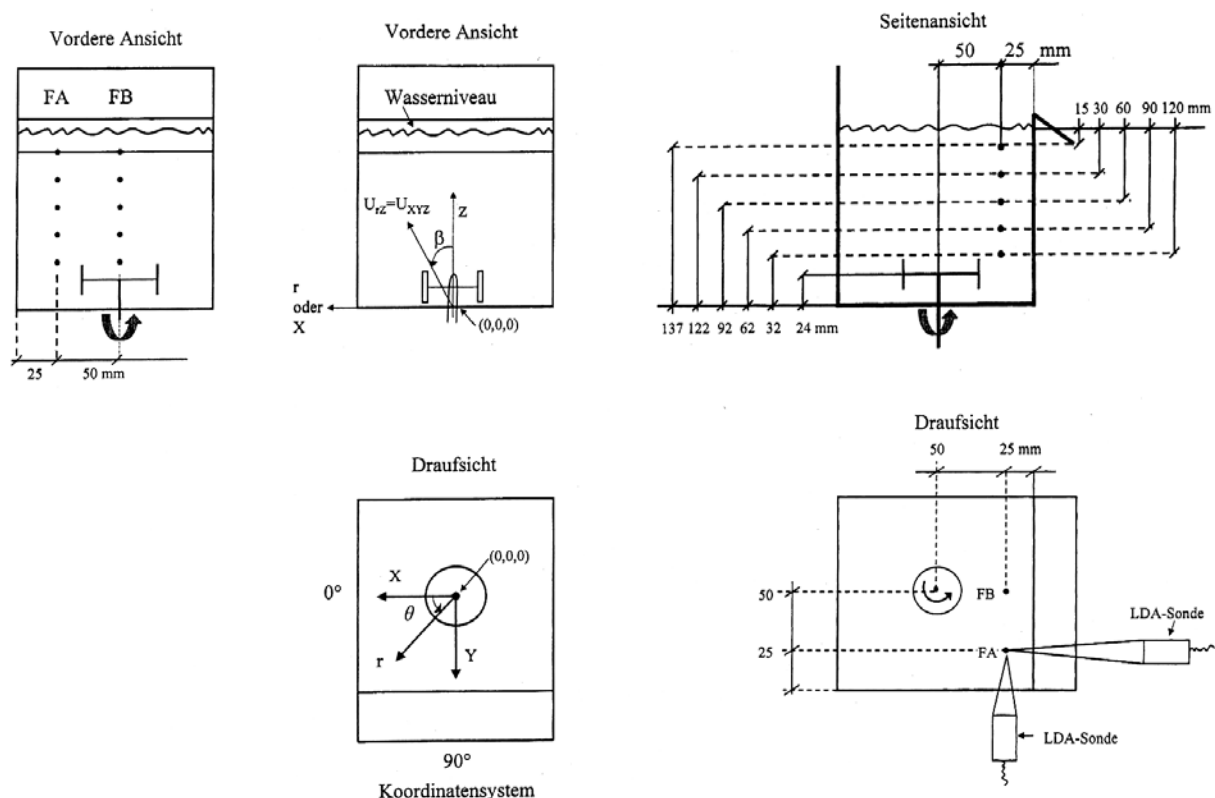 Vordere Ansicht
FA FB
25 50 mm
Vordere Ansicht
Wasserniveau
UrZ=UXYZ
Z
β
r
oder
X
(0,0,0)
Seitenansicht
50 25 mm
15 30 60 90 120 mm
137 122 92 62 32 24 mm
Draufsicht
(0,0,0)
X
0°
θ
r
Y
90°
Koordinatensystem
Draufsicht
50 25 mm
50
FB
LDA-Sonde
25
FA
LDA-Sonde